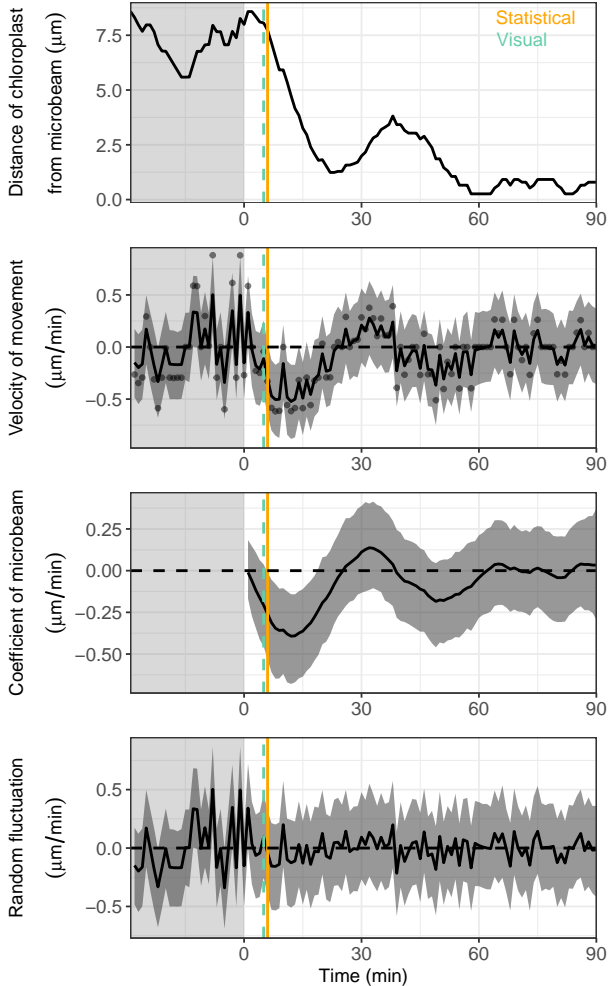 Statistical
Visual
Distance of chloroplast
from microbeam (μm)
7.5
5.0
2.5
0.0
0 30 60 90
Velocity of movement
(μm/min)
0.5
0.0
−0.5
0 30 60 90
Coefficient of microbeam
(μm/min)
0.25
0.00
−0.25
−0.50
0 30 60 90
Random fluctuation
(μm/min)
0.5
0.0
−0.5
0 30 60 90
Time (min)